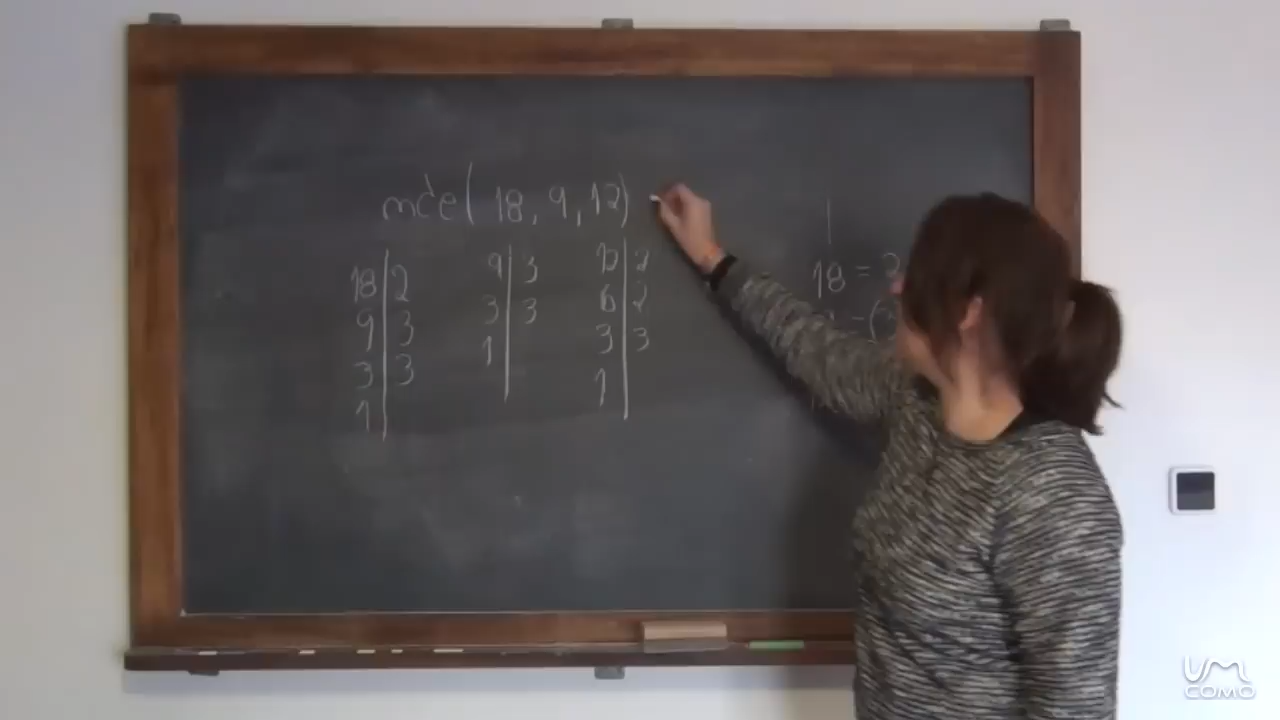 mcd(18, 9, 12)
18 | 2
9 | 3
3 | 3
1
9 | 3
3 | 3
1
12 | 2
6 | 2
3 | 3
1
18 = 2
COMO